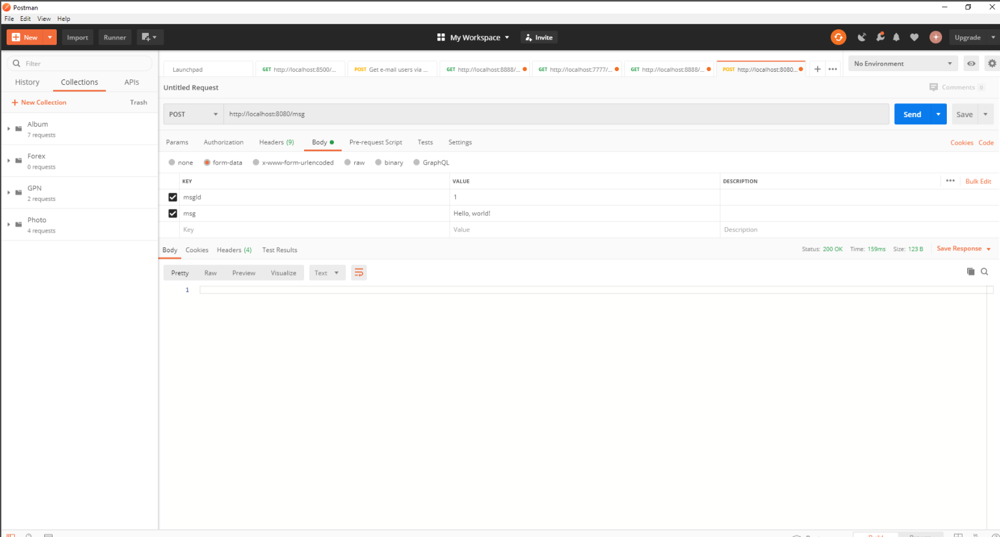 Postman
File Edit View Help
New Import Runner My Workspace Invite Upgrade
Filter
History Collections APIs
New Collection Trash
Album
7 requests
Forex
0 requests
GPN
2 requests
Photo
4 requests
Launchpad GET http://localhost:8500/... POST Get e-mail users via ... GET http://localhost:8888/... GET http://localhost:7777/... GET http://localhost:8888/... POST http://localhost:8080... No Environment
Untitled Request Comments 0
POST http://localhost:8080/msg Send Save
Params Authorization Headers (9) Body Pre-request Script Tests Settings Cookies Code
none form-data x-www-form-urlencoded raw binary GraphQL
KEY VALUE DESCRIPTION Bulk Edit
msgId 1
msg Hello, world!
Key Value Description
Body Cookies Headers (4) Test Results Status: 200 OK Time: 159ms Size: 123 B Save Response
Pretty Raw Preview Visualize Text
1